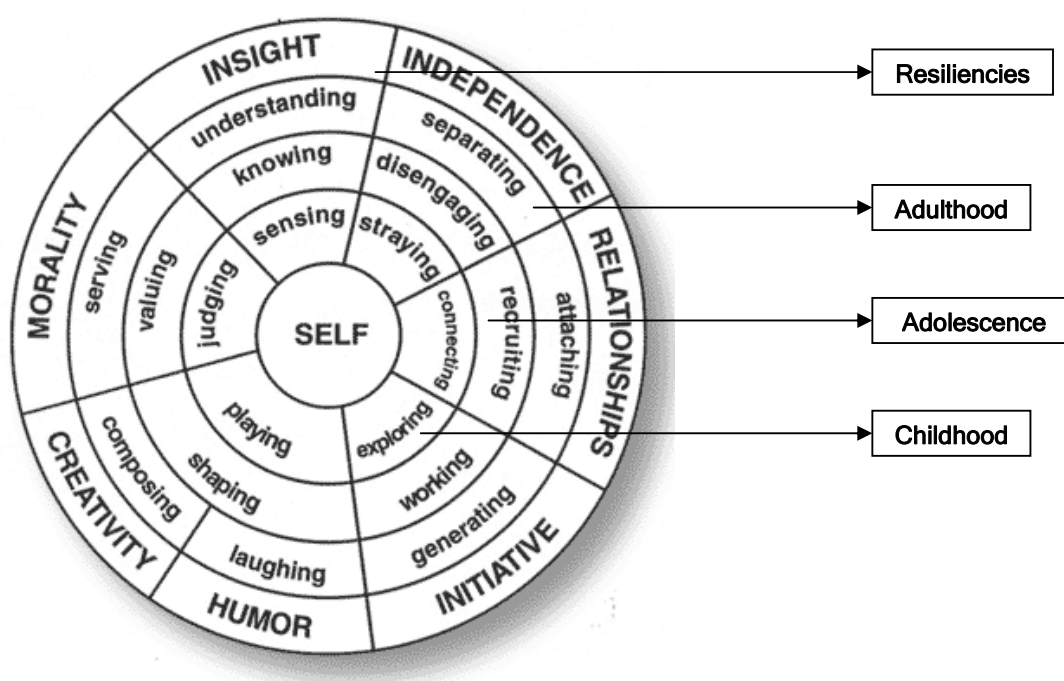 INSIGHT
INDEPENDENCE
RELATIONSHIPS
INITIATIVE
HUMOR
CREATIVITY
MORALITY
understanding
separating
attaching
generating
laughing
composing
serving
knowing
disengaging
recruiting
working
shaping
valuing
sensing
straying
connecting
exploring
playing
judging
SELF
Resiliencies
Adulthood
Adolescence
Childhood